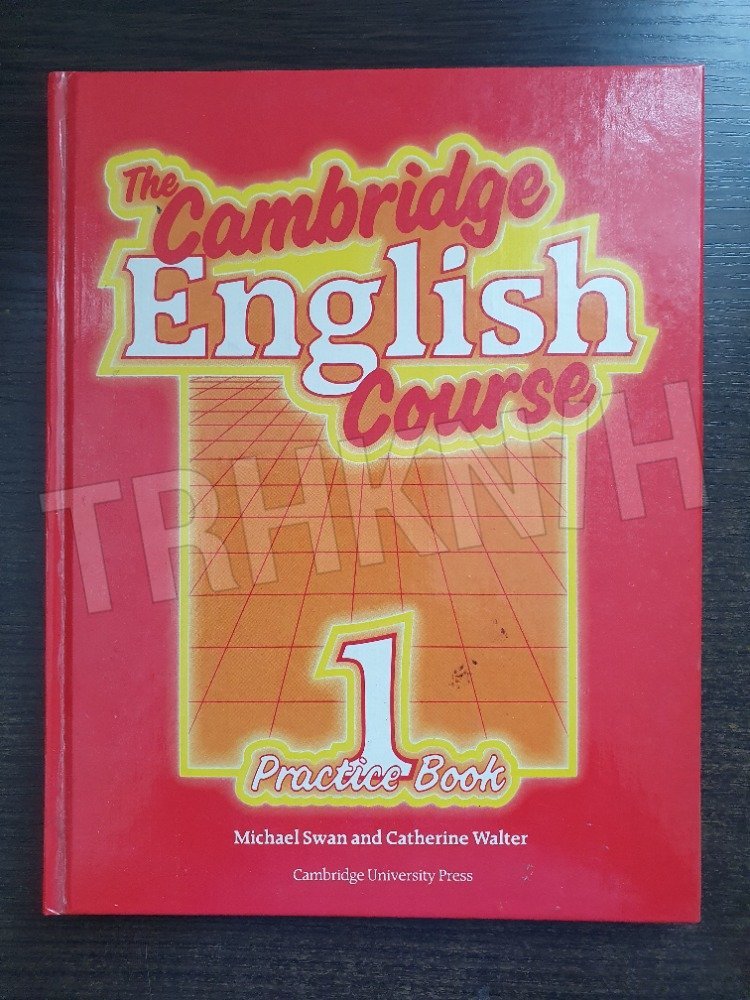 The
Cambridge
English
Course
TRHKNIH
1
Practice Book
Michael Swan and Catherine Walter
Cambridge University Press